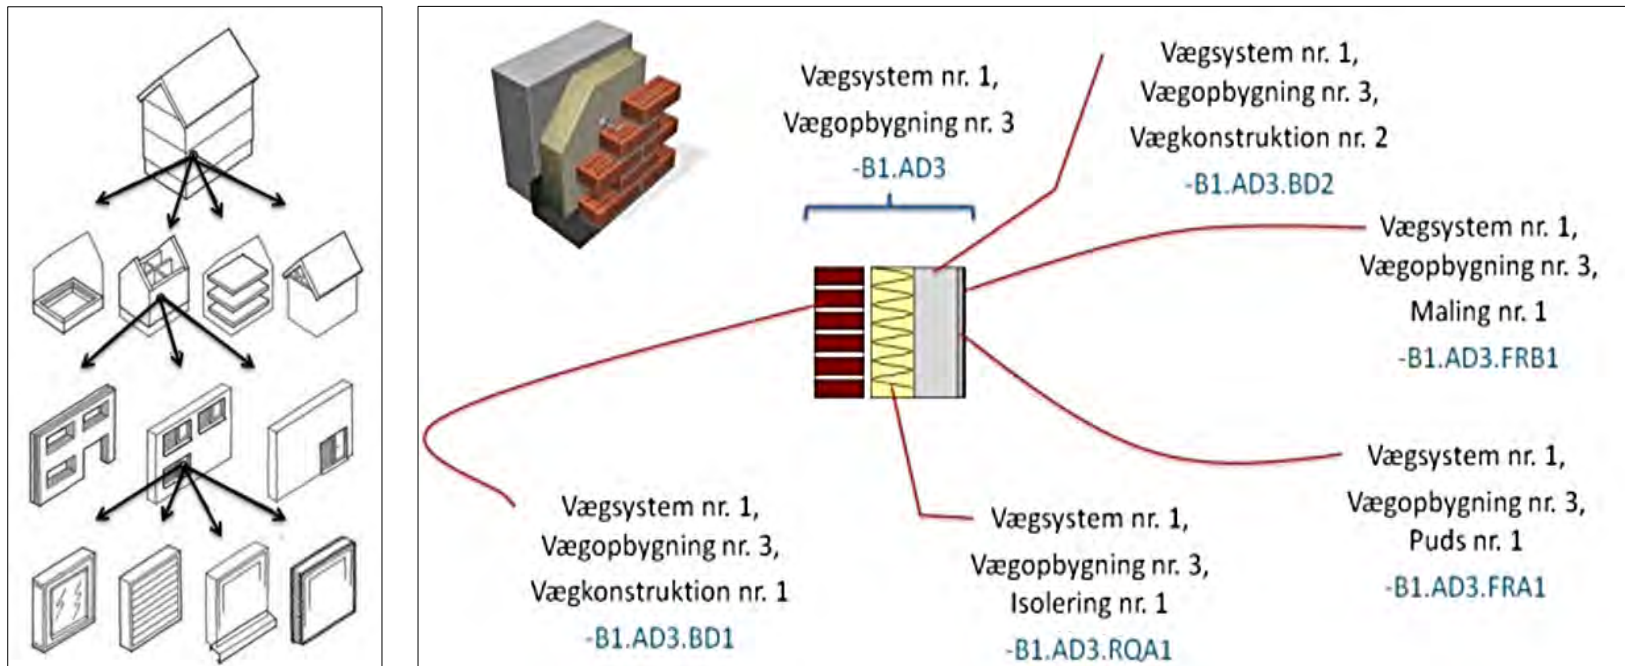 Vægsystem nr. 1,
Vægopbygning nr. 3
-B1.AD3
Vægsystem nr. 1,
Vægopbygning nr. 3,
Vægkonstruktion nr. 2
-B1.AD3.BD2
Vægsystem nr. 1,
Vægopbygning nr. 3,
Maling nr. 1
-B1.AD3.FRB1
Vægsystem nr. 1,
Vægopbygning nr. 3,
Puds nr. 1
-B1.AD3.FRA1
Vægsystem nr. 1,
Vægopbygning nr. 3,
Isolering nr. 1
-B1.AD3.RQA1
Vægsystem nr. 1,
Vægopbygning nr. 3,
Vægkonstruktion nr. 1
-B1.AD3.BD1